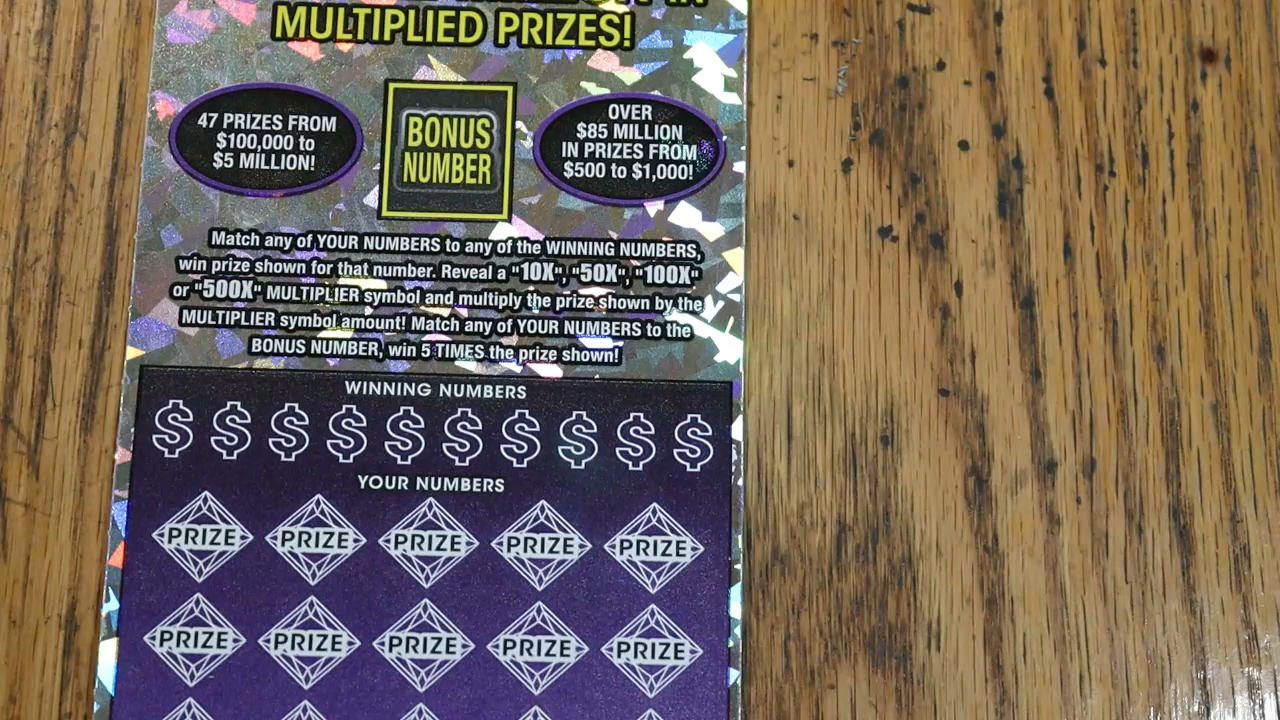 MULTIPLIED PRIZES!
47 PRIZES FROM
$100,000 to
$5 MILLION!
BONUS
NUMBER
OVER
$85 MILLION
IN PRIZES FROM
$500 to $1,000!
Match any of YOUR NUMBERS to any of the WINNING NUMBERS,
win prize shown for that number. Reveal a "10X", "50X", "100X"
or "500X" MULTIPLIER symbol and multiply the prize shown by the
MULTIPLIER symbol amount! Match any of YOUR NUMBERS to the
BONUS NUMBER, win 5 TIMES the prize shown!
WINNING NUMBERS
$ $ $ $ $ $ $ $ $ $
YOUR NUMBERS
PRIZE PRIZE PRIZE PRIZE PRIZE
PRIZE PRIZE PRIZE PRIZE PRIZE